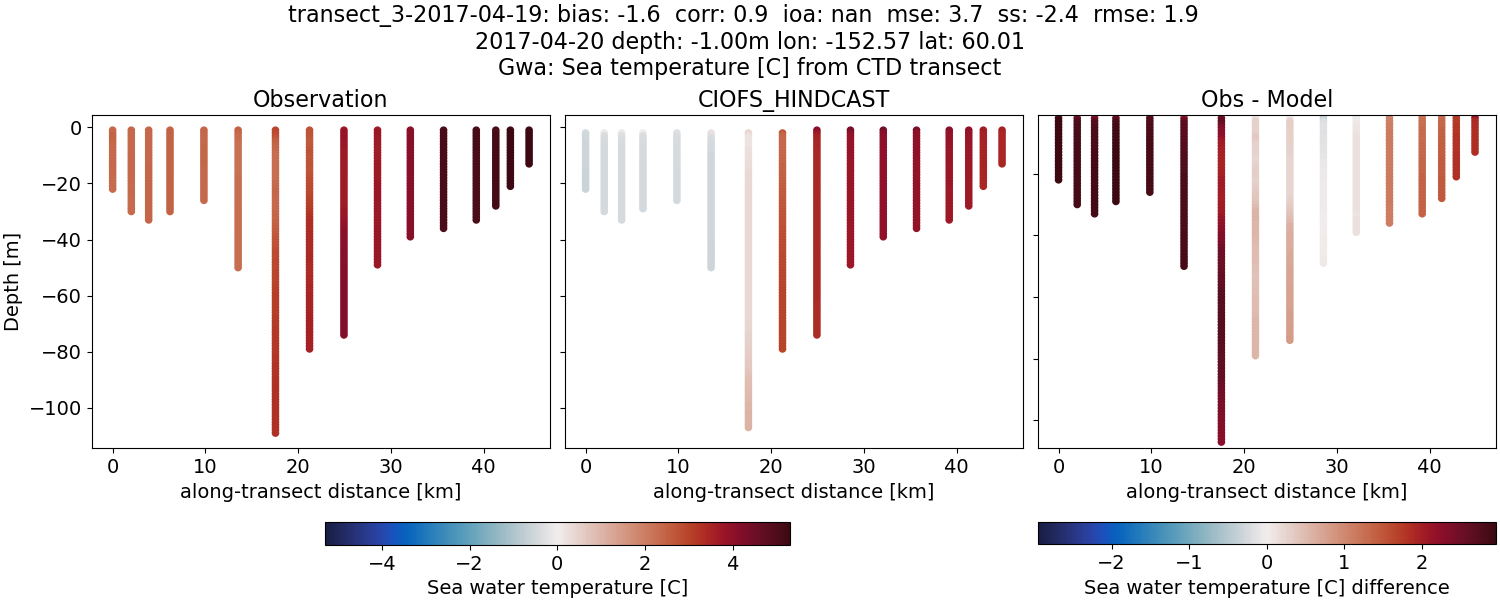 transect_3-2017-04-19: bias: -1.6  corr: 0.9  ioa: nan  mse: 3.7  ss: -2.4  rmse: 1.9
2017-04-20 depth: -1.00m lon: -152.57 lat: 60.01
Gwa: Sea temperature [C] from CTD transect
Observation
CIOFS_HINDCAST
Obs - Model
Depth [m]
0
−20
−40
−60
−80
−100
0 10 20 30 40
0 10 20 30 40
0 10 20 30 40
along-transect distance [km]
along-transect distance [km]
along-transect distance [km]
−4 −2 0 2 4
Sea water temperature [C]
−2 −1 0 1 2
Sea water temperature [C] difference